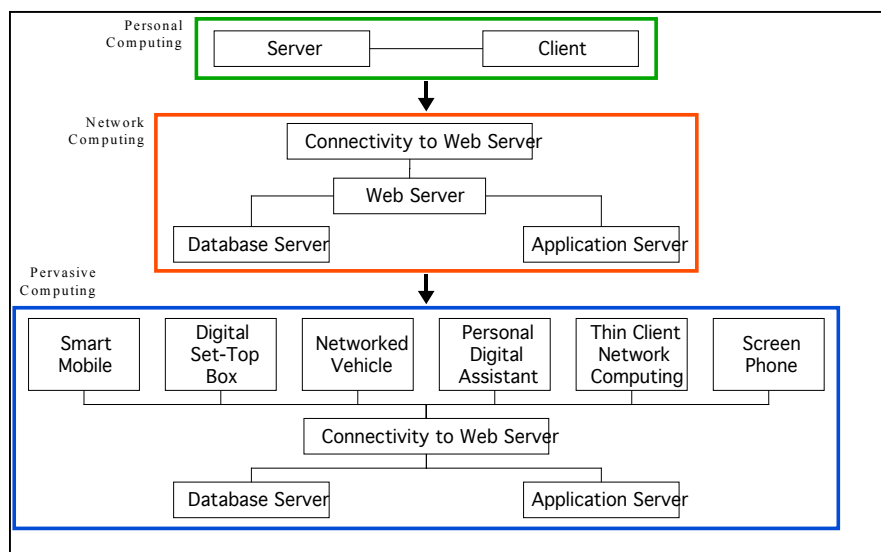 Personal
Computing
Server
Client
Network
Computing
Connectivity to Web Server
Web Server
Database Server
Application Server
Pervasive
Computing
Smart
Mobile
Digital
Set-Top
Box
Networked
Vehicle
Personal
Digital
Assistant
Thin Client
Network
Computing
Screen
Phone
Connectivity to Web Server
Database Server
Application Server